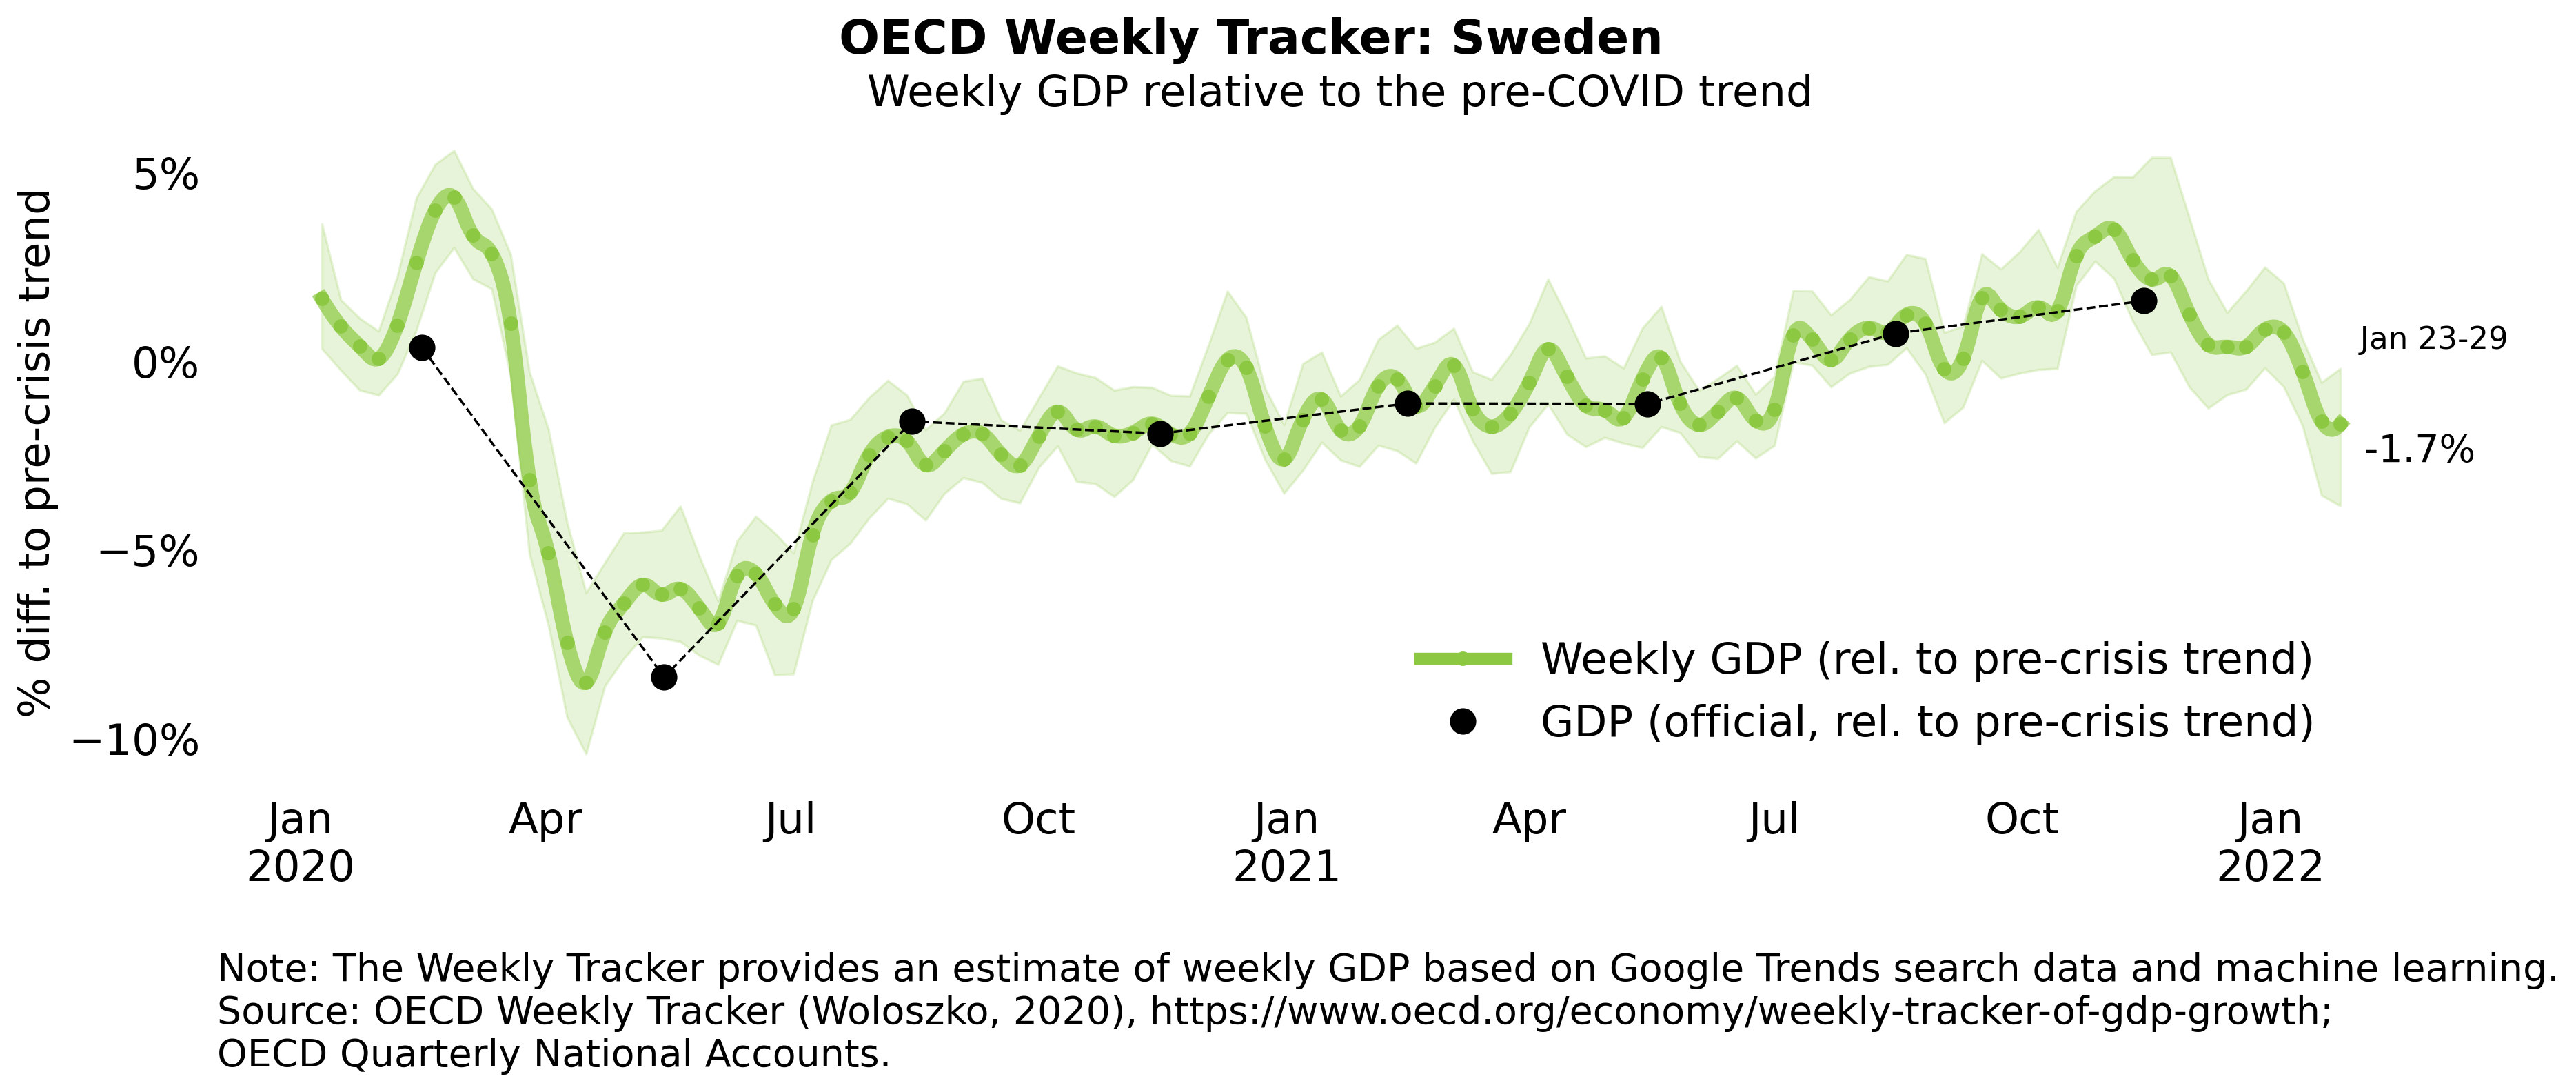 OECD Weekly Tracker: Sweden
Weekly GDP relative to the pre-COVID trend
% diff. to pre-crisis trend
5%
0%
−5%
−10%
Jan 23-29
-1.7%
Weekly GDP (rel. to pre-crisis trend)
GDP (official, rel. to pre-crisis trend)
Jan Apr Jul Oct Jan Apr Jul Oct Jan
2020 2021 2022
Note: The Weekly Tracker provides an estimate of weekly GDP based on Google Trends search data and machine learning.
Source: OECD Weekly Tracker (Woloszko, 2020), https://www.oecd.org/economy/weekly-tracker-of-gdp-growth;
OECD Quarterly National Accounts.